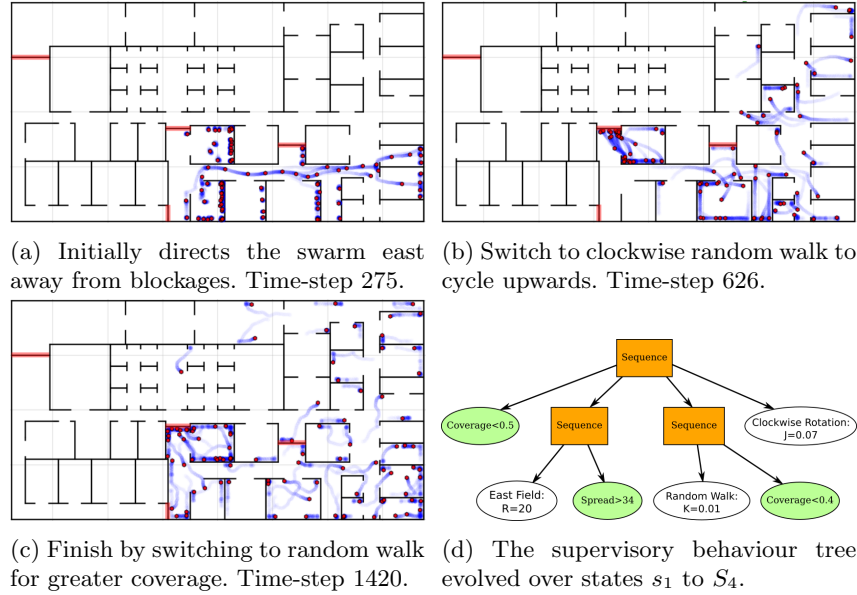 (a) Initially directs the swarm east
away from blockages. Time-step 275.
(b) Switch to clockwise random walk to
cycle upwards. Time-step 626.
Sequence
Coverage<0.5
Sequence
Sequence
Clockwise Rotation:
J=0.07
East Field:
R=20
Spread>34
Random Walk:
K=0.01
Coverage<0.4
(c) Finish by switching to random walk
for greater coverage. Time-step 1420.
(d) The supervisory behaviour tree
evolved over states s1 to S4.